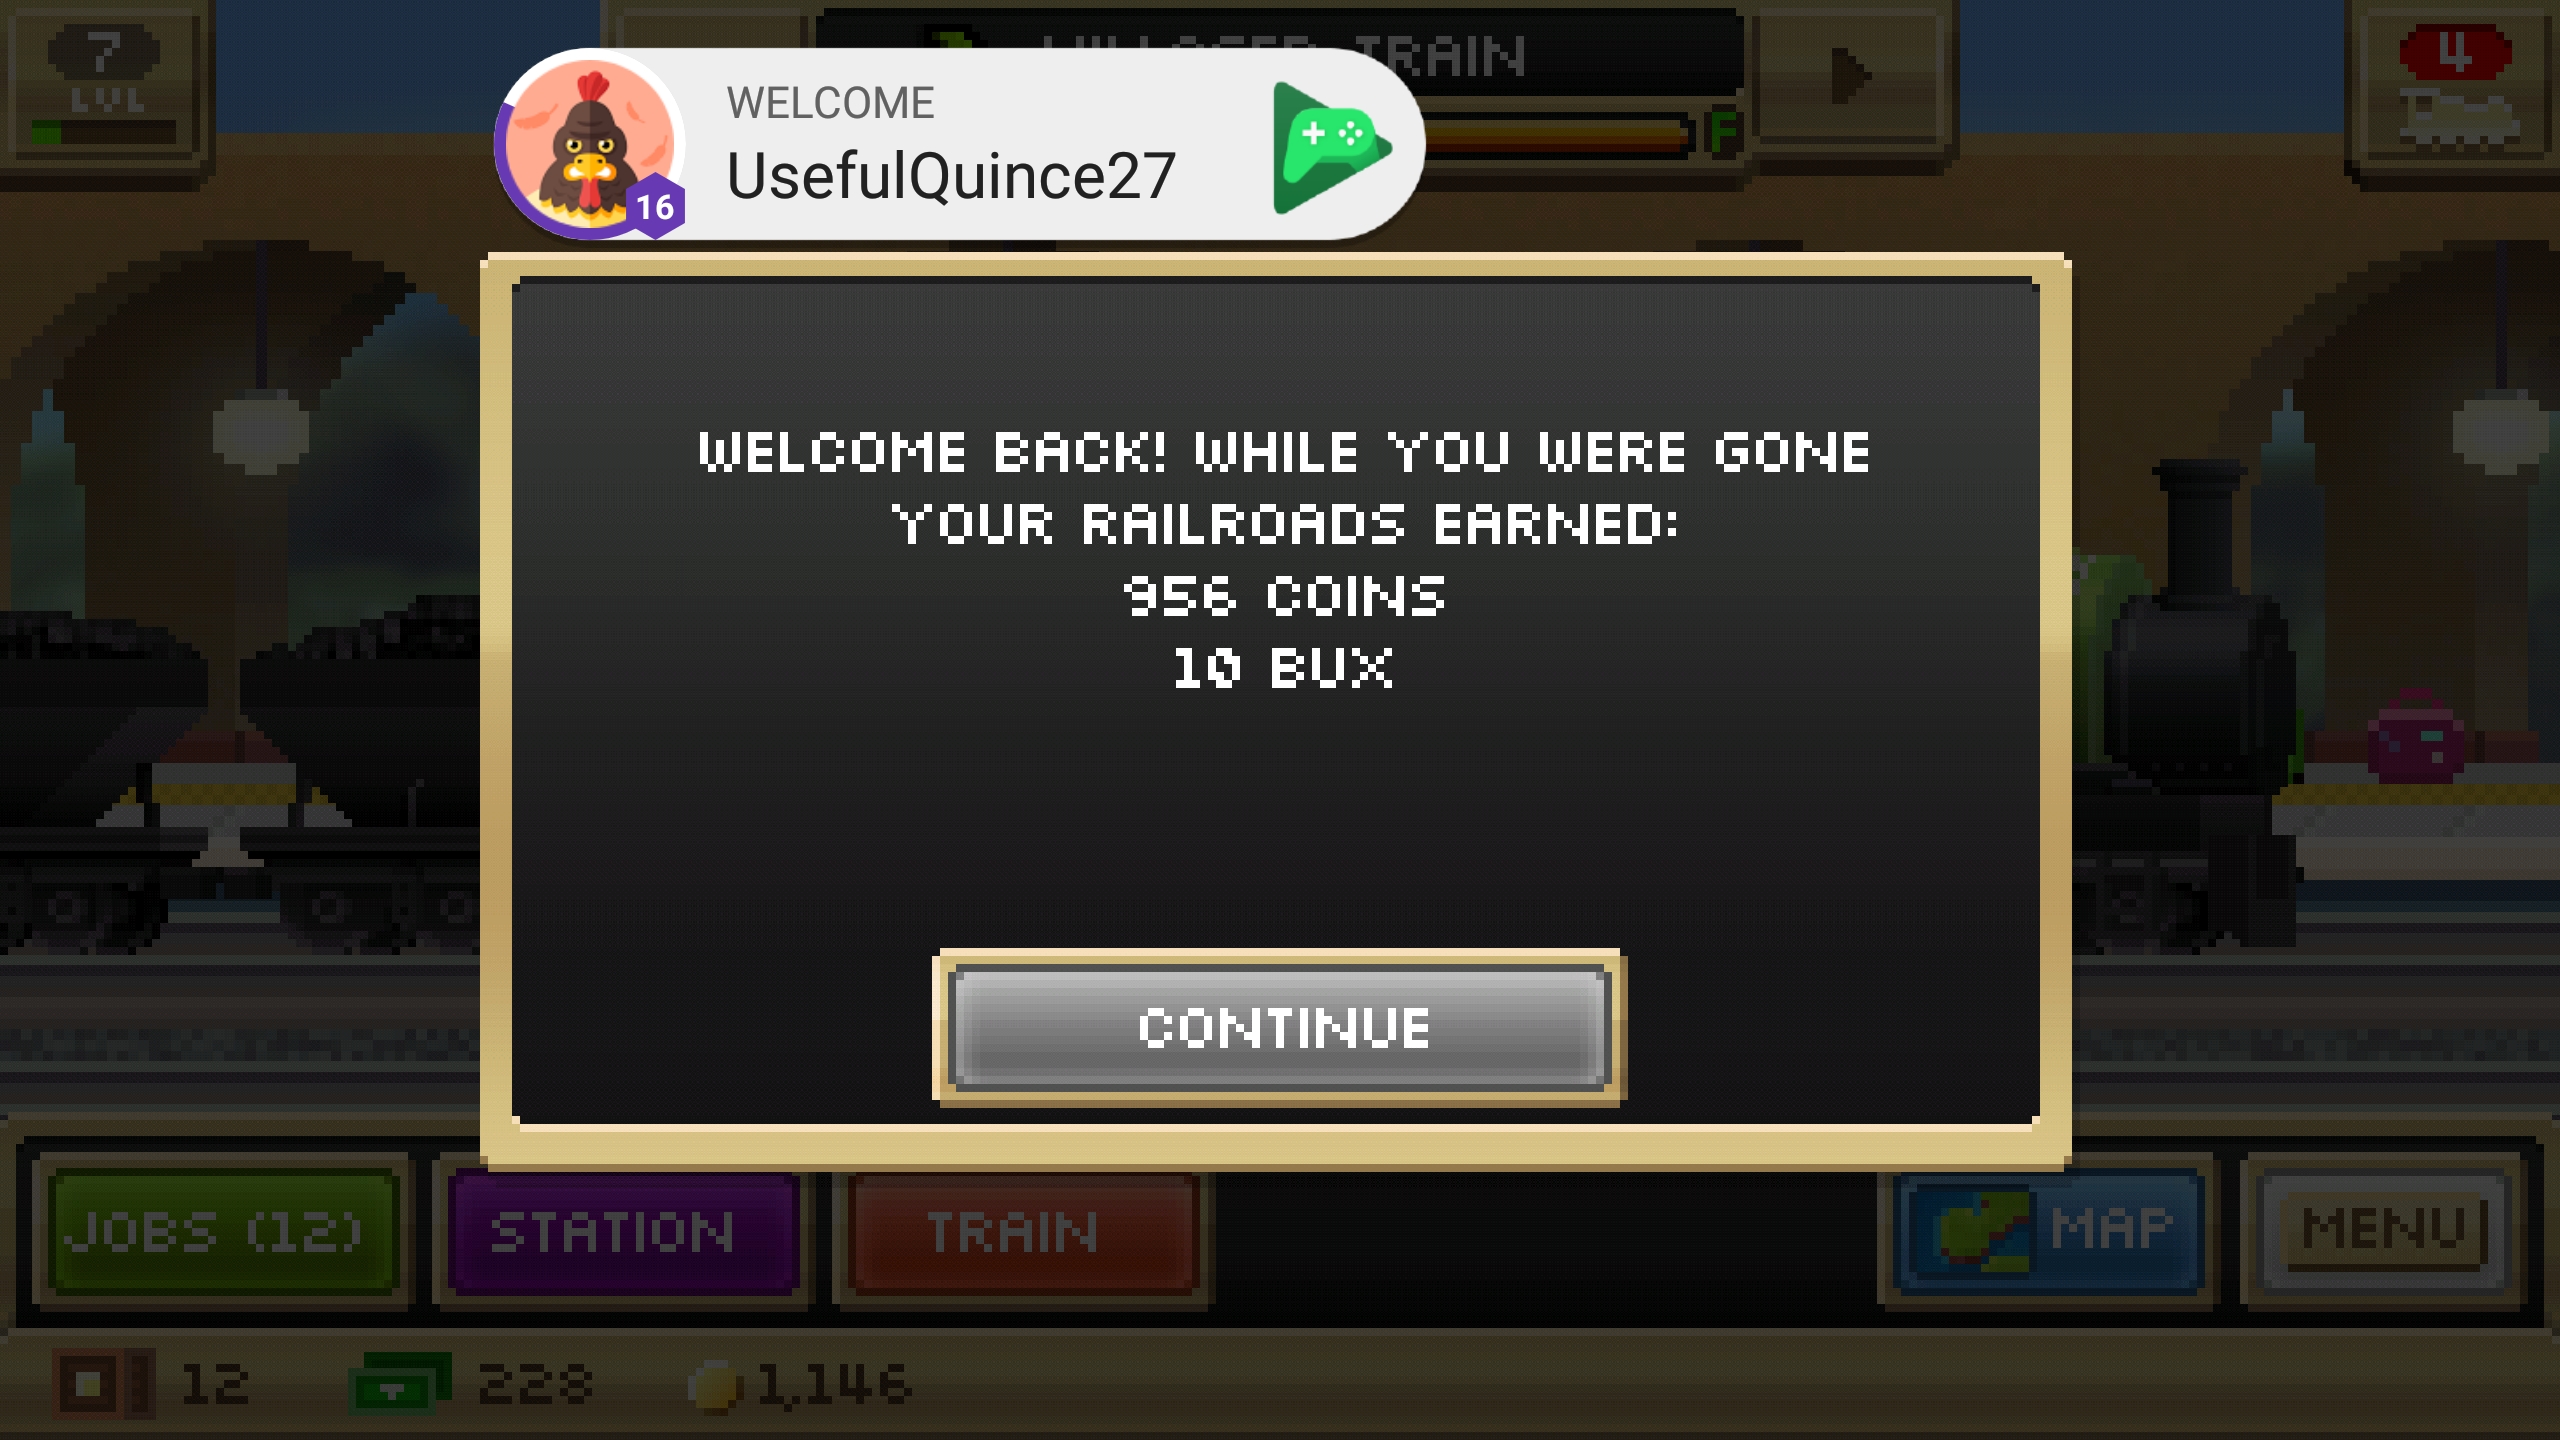 7
LVL
TRAIN
4
F
WELCOME
UsefulQuince27
16
WELCOME BACK! WHILE YOU WERE GONE
YOUR RAILROADS EARNED:
956 COINS
10 BUX
CONTINUE
JOBS (12)
STATION
TRAIN
MAP
MENU
12
228
1,146